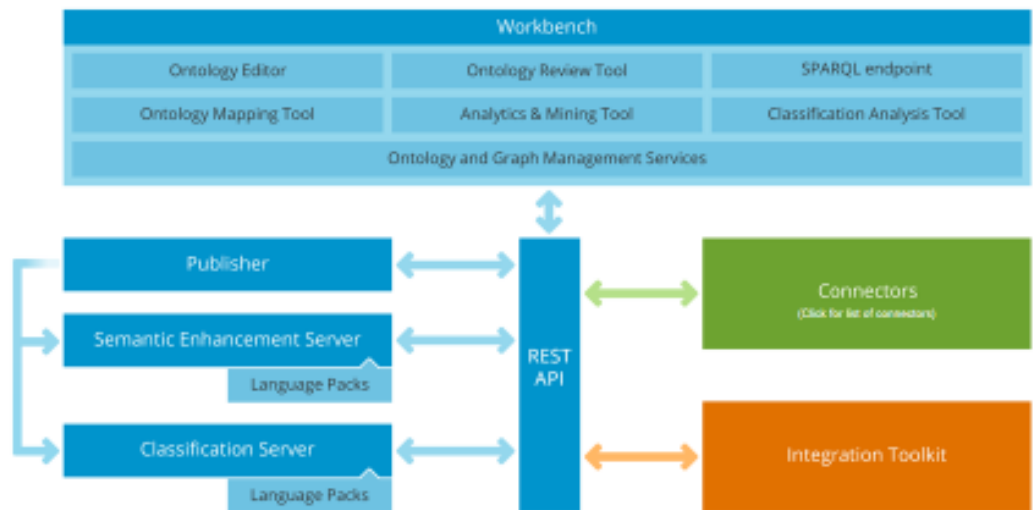 Workbench
Ontology Editor
Ontology Review Tool
SPARQL endpoint
Ontology Mapping Tool
Analytics & Mining Tool
Classification Analysis Tool
Ontology and Graph Management Services
Publisher
Semantic Enhancement Server
Language Packs
Classification Server
Language Packs
REST
API
Connectors
(Click for list of connectors)
Integration Toolkit